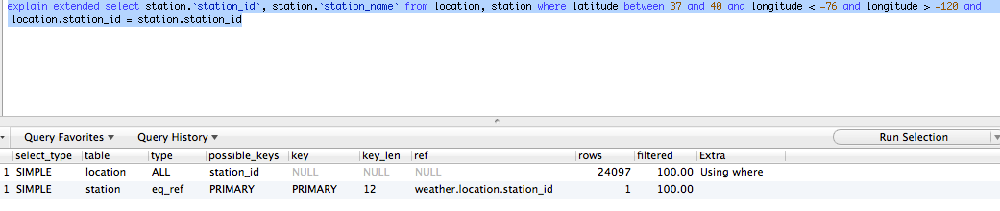 explain extended select station.`station_id`, station.`station_name` from location, station where latitude between 37 and 40 and longitude < -76 and longitude > -120 and
location.station_id = station.station_id
Query Favorites ▼ Query History ▼ Run Selection
select_type table type possible_keys key key_len ref rows filtered Extra
1 SIMPLE location ALL station_id NULL NULL NULL 24097 100.00 Using where
1 SIMPLE station eq_ref PRIMARY PRIMARY 12 weather.location.station_id 1 100.00